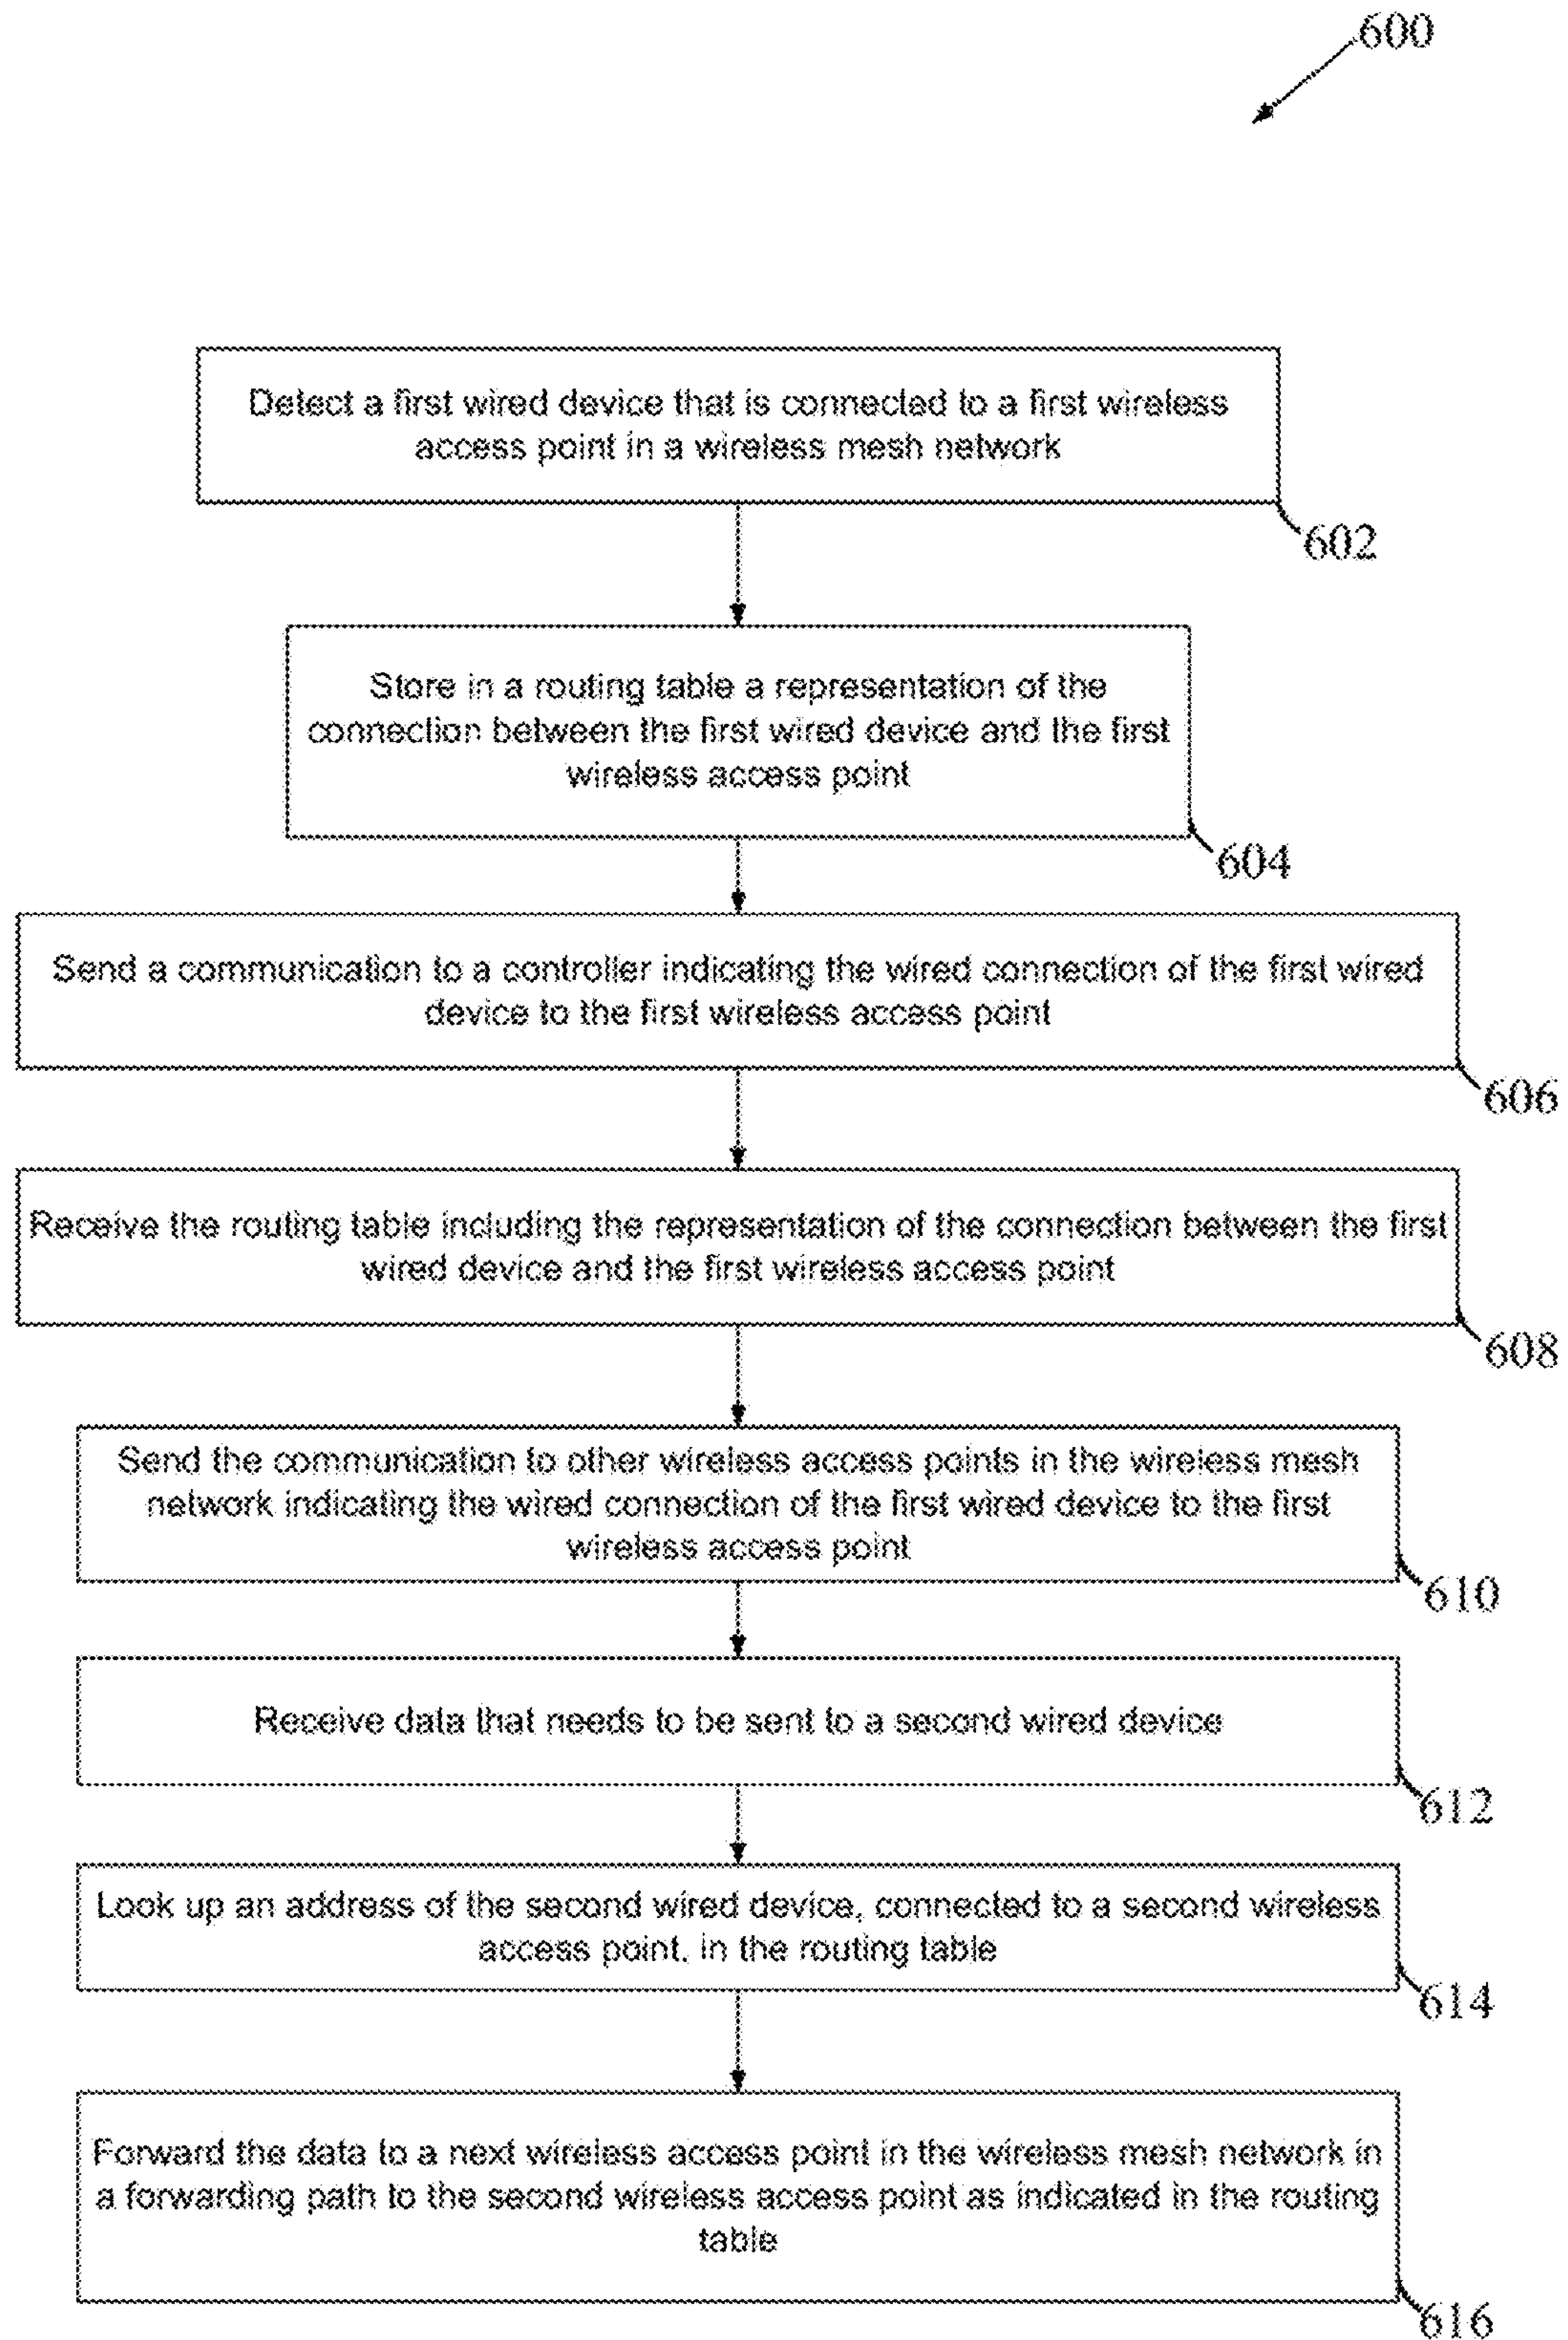 600
Detect a first wired device that is connected to a first wireless
access point in a wireless mesh network
602
Store in a routing table a representation of the
connection between the first wired device and the first
wireless access point
604
Send a communication to a controller indicating the wired connection of the first wired
device to the first wireless access point
606
Receive the routing table including the representation of the connection between the first
wired device and the first wireless access point
608
Send the communication to other wireless access points in the wireless mesh
network indicating the wired connection of the first wired device to the first
wireless access point
610
Receive data that needs to be sent to a second wired device
612
Look up an address of the second wired device, connected to a second wireless
access point, in the routing table
614
Forward the data to a next wireless access point in the wireless mesh network in
a forwarding path to the second wireless access point as indicated in the routing
table
616